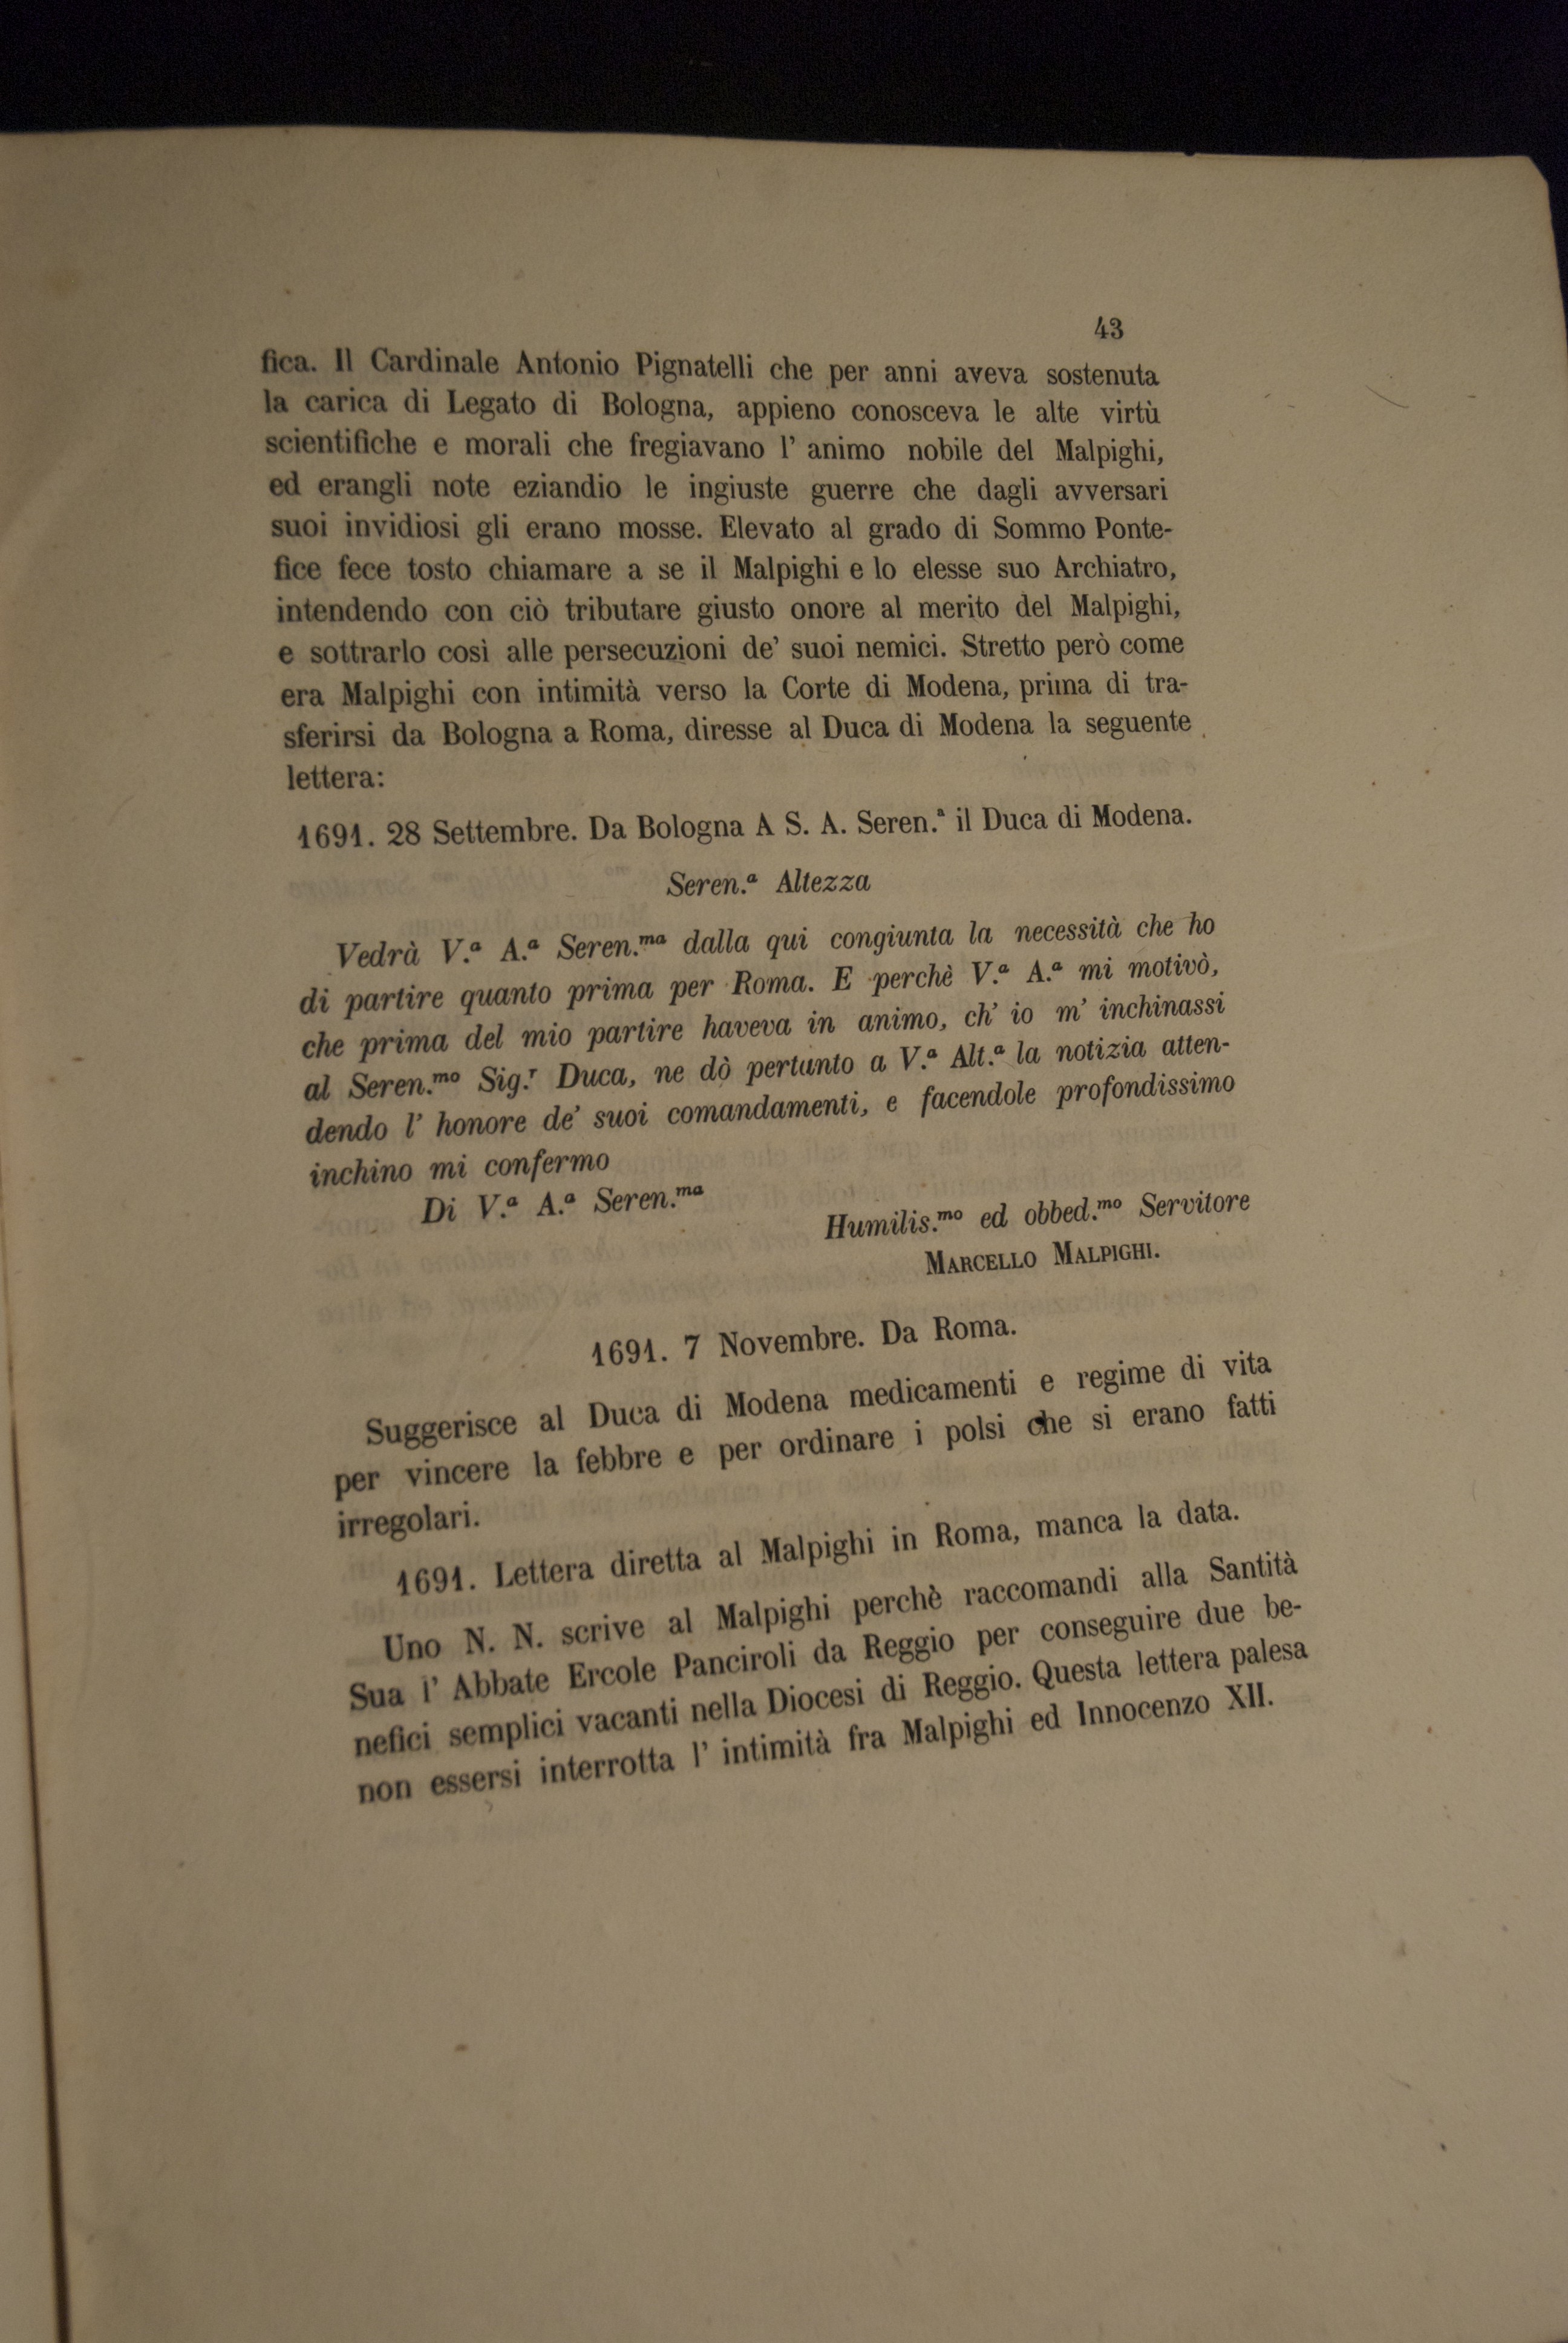 43
fica. Il Cardinale Antonio Pignatelli che per anni aveva sostenuta
la carica di Legato di Bologna, appieno conosceva le alte virtù
scientifiche e morali che fregiavano l' animo nobile del Malpighi,
ed erangli note eziandio le ingiuste guerre che dagli avversari
suoi invidiosi gli erano mosse. Elevato al grado di Sommo Ponte-
fice fece tosto chiamare a se il Malpighi e lo elesse suo Archiatro,
intendendo con ciò tributare giusto onore al merito del Malpighi,
e sottrarlo così alle persecuzioni de' suoi nemici. Stretto però come
era Malpighi con intimità verso la Corte di Modena, prima di tra-
sferirsi da Bologna a Roma, diresse al Duca di Modena la seguente
lettera:
1691. 28 Settembre. Da Bologna A S. A. Seren.ª il Duca di Modena.
Seren.ª Altezza
Vedrà V.ª A.ª Seren.ᵐᵃ dalla qui congiunta la necessità che ho
di partire quanto prima per Roma. E perchè V.ª A.ª mi motivò,
che prima del mio partire haveva in animo, ch' io m' inchinassi
al Seren.ᵐᵒ Sig.ʳ Duca, ne dò pertanto a V.ª Alt.ª la notizia atten-
dendo l' honore de' suoi comandamenti, e facendole profondissimo
inchino mi confermo
Di V.ª A.ª Seren.ᵐᵃ
Humilis.ᵐᵒ ed obbed.ᵐᵒ Servitore
MARCELLO MALPIGHI.
1691. 7 Novembre. Da Roma.
Suggerisce al Duca di Modena medicamenti e regime di vita
per vincere la febbre e per ordinare i polsi che si erano fatti
irregolari.
1691. Lettera diretta al Malpighi in Roma, manca la data.
Uno N. N. scrive al Malpighi perchè raccomandi alla Santità
Sua l' Abbate Ercole Panciroli da Reggio per conseguire due be-
nefici semplici vacanti nella Diocesi di Reggio. Questa lettera palesa
non essersi interrotta l' intimità fra Malpighi ed Innocenzo XII.